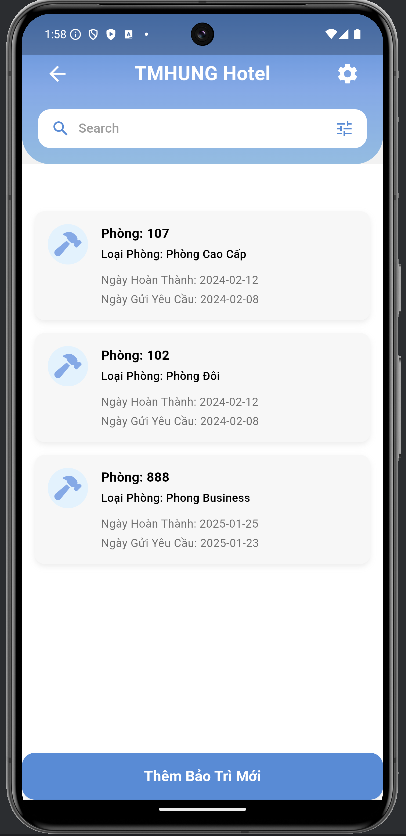 1:58
TMHUNG Hotel
Search
Phòng: 107
Loại Phòng: Phòng Cao Cấp
Ngày Hoàn Thành: 2024-02-12
Ngày Gửi Yêu Cầu: 2024-02-08
Phòng: 102
Loại Phòng: Phòng Đôi
Ngày Hoàn Thành: 2024-02-12
Ngày Gửi Yêu Cầu: 2024-02-08
Phòng: 888
Loại Phòng: Phong Business
Ngày Hoàn Thành: 2025-01-25
Ngày Gửi Yêu Cầu: 2025-01-23
Thêm Bảo Trì Mới